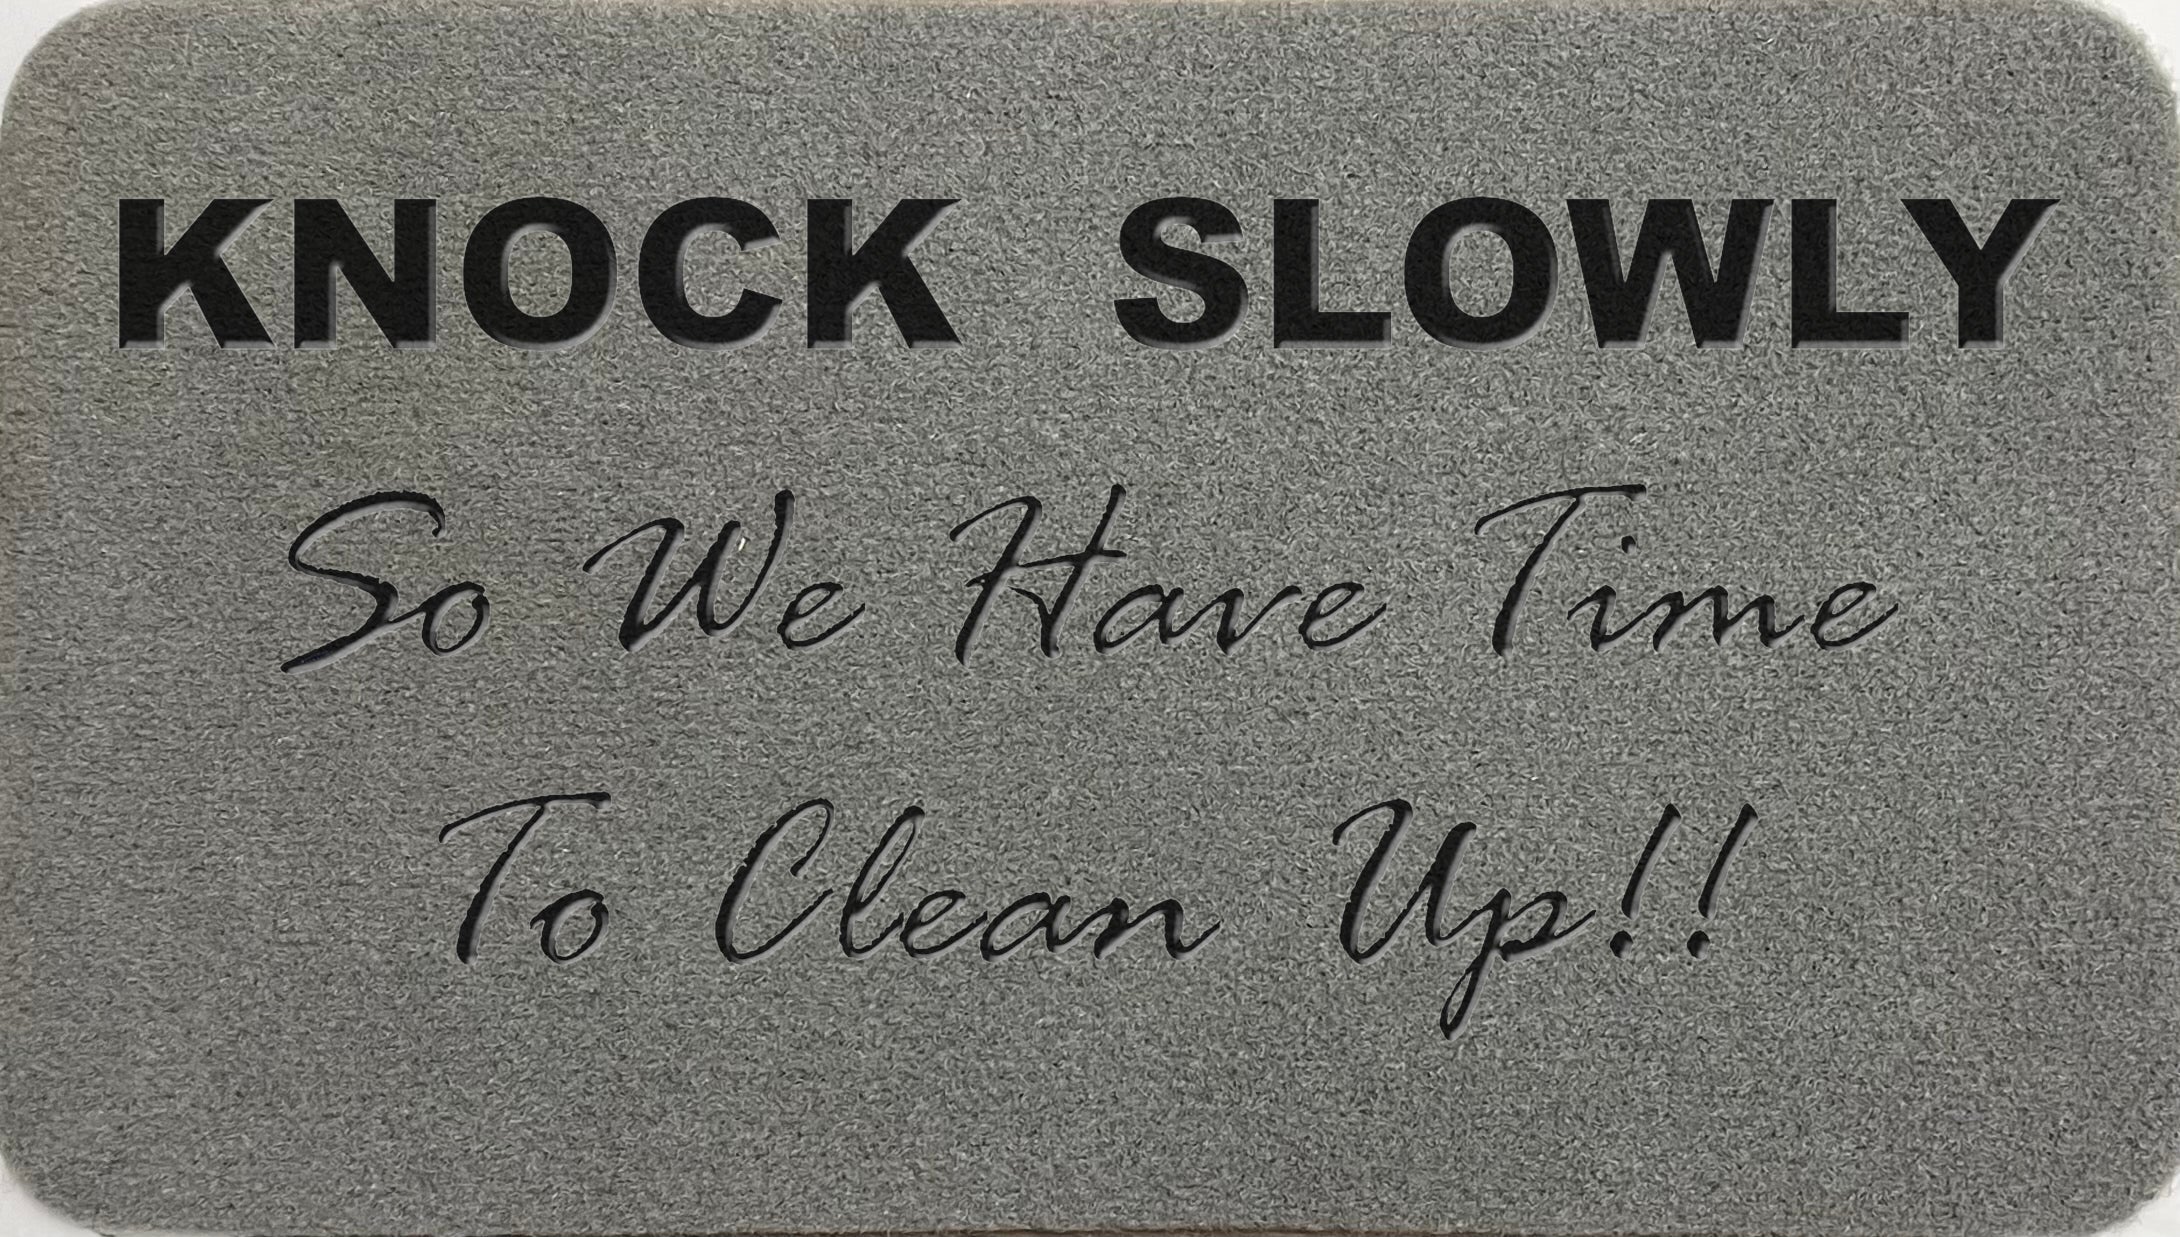 KNOCK SLOWLY
So We Have Time
To Clean Up!!